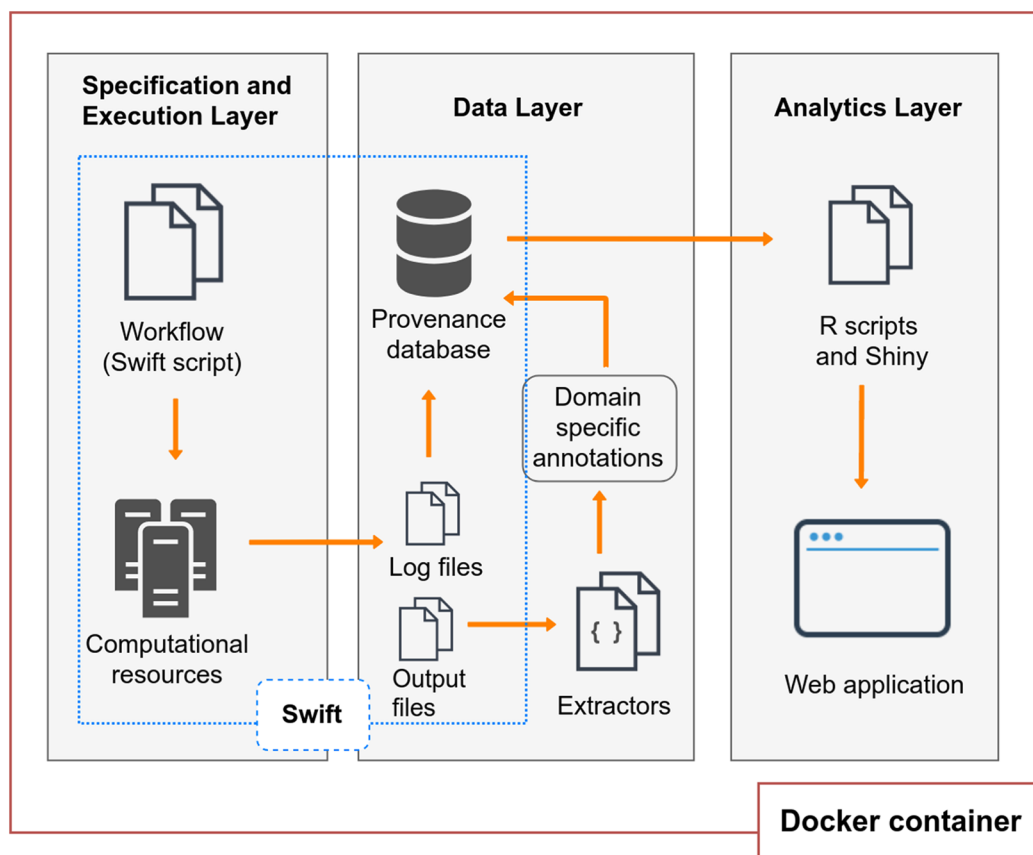 Specification and
Execution Layer
Workflow
(Swift script)
Computational
resources
Swift
Data Layer
Provenance
database
Domain
specific
annotations
Log files
Output
files
{ }
Extractors
Analytics Layer
R scripts
and Shiny
Web application
Docker container